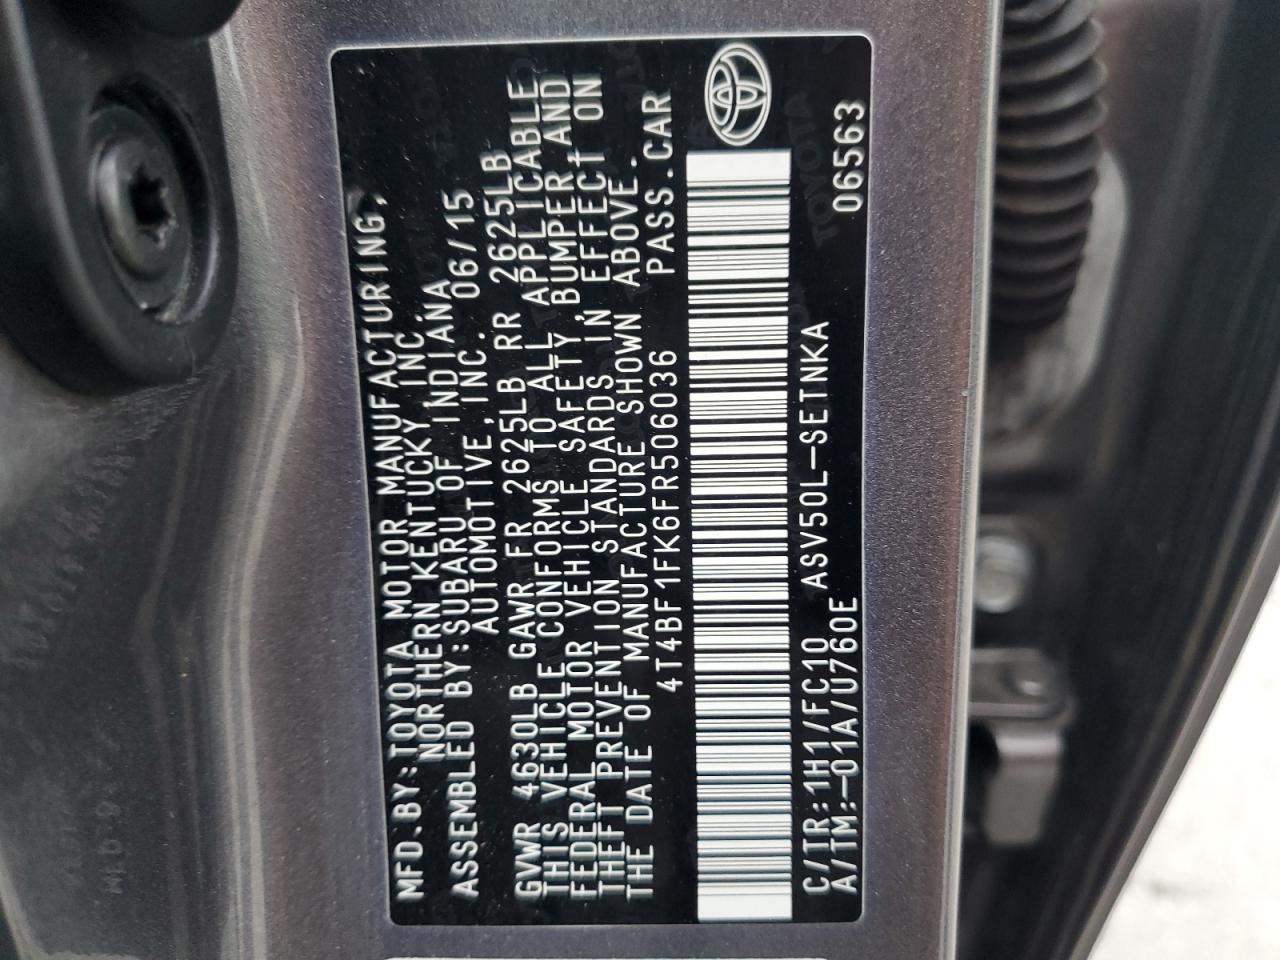 MFD.BY:TOYOTA MOTOR MANUFACTURING,
NORTHERN KENTUCKY,INC.
ASSEMBLED BY:SUBARU OF INDIANA
AUTOMOTIVE,INC. 06/15
GVWR 4630LB GAWR FR 2625LB RR 2625LB
THIS VEHICLE CONFORMS TO ALL APPLICABLE
FEDERAL MOTOR VEHICLE SAFETY,BUMPER,AND
THEFT PREVENTION STANDARDS IN EFFECT ON
THE DATE OF MANUFACTURE SHOWN ABOVE.
4T4BF1FK6FR506036 PASS.CAR
C/TR:1H1/FC10 ASV50L-SETNKA
A/TM:-01A/U760E 06563